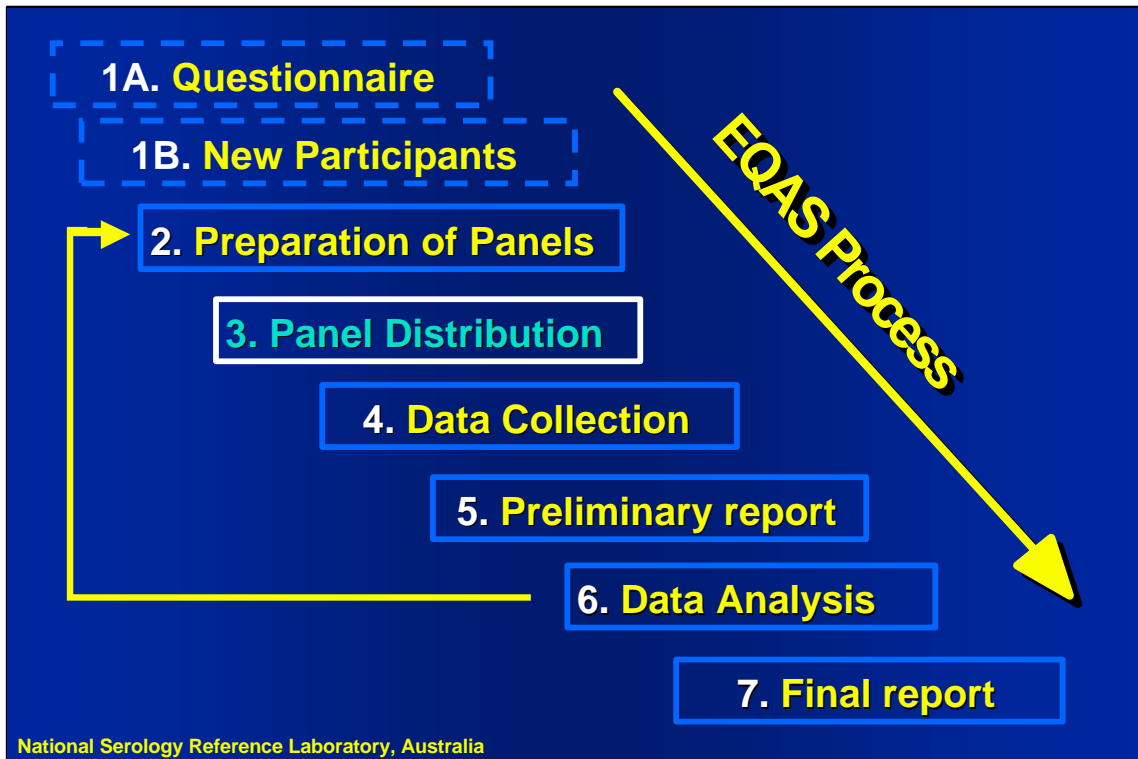 1A. Questionnaire
1B. New Participants
2. Preparation of Panels
3. Panel Distribution
4. Data Collection
5. Preliminary report
6. Data Analysis
7. Final report
EQAS Process
National Serology Reference Laboratory, Australia